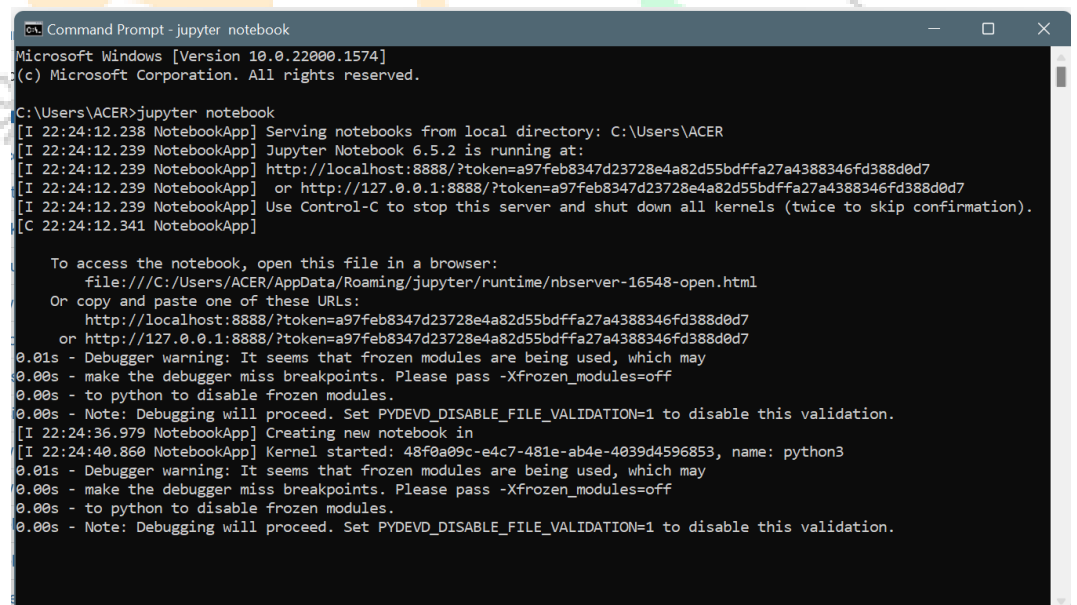 Command Prompt - jupyter  notebook
Microsoft Windows [Version 10.0.22000.1574]
(c) Microsoft Corporation. All rights reserved.
C:\Users\ACER>jupyter notebook
[I 22:24:12.238 NotebookApp] Serving notebooks from local directory: C:\Users\ACER
[I 22:24:12.239 NotebookApp] Jupyter Notebook 6.5.2 is running at:
[I 22:24:12.239 NotebookApp] http://localhost:8888/?token=a97feb8347d23728e4a82d55bdffa27a4388346fd388d0d7
[I 22:24:12.239 NotebookApp]  or http://127.0.0.1:8888/?token=a97feb8347d23728e4a82d55bdffa27a4388346fd388d0d7
[I 22:24:12.239 NotebookApp] Use Control-C to stop this server and shut down all kernels (twice to skip confirmation).
[C 22:24:12.341 NotebookApp]
    To access the notebook, open this file in a browser:
        file:///C:/Users/ACER/AppData/Roaming/jupyter/runtime/nbserver-16548-open.html
    Or copy and paste one of these URLs:
        http://localhost:8888/?token=a97feb8347d23728e4a82d55bdffa27a4388346fd388d0d7
     or http://127.0.0.1:8888/?token=a97feb8347d23728e4a82d55bdffa27a4388346fd388d0d7
0.01s - Debugger warning: It seems that frozen modules are being used, which may
0.00s - make the debugger miss breakpoints. Please pass -Xfrozen_modules=off
0.00s - to python to disable frozen modules.
0.00s - Note: Debugging will proceed. Set PYDEVD_DISABLE_FILE_VALIDATION=1 to disable this validation.
[I 22:24:36.979 NotebookApp] Creating new notebook in
[I 22:24:40.860 NotebookApp] Kernel started: 48f0a09c-e4c7-481e-ab4e-4039d4596853, name: python3
0.01s - Debugger warning: It seems that frozen modules are being used, which may
0.00s - make the debugger miss breakpoints. Please pass -Xfrozen_modules=off
0.00s - to python to disable frozen modules.
0.00s - Note: Debugging will proceed. Set PYDEVD_DISABLE_FILE_VALIDATION=1 to disable this validation.